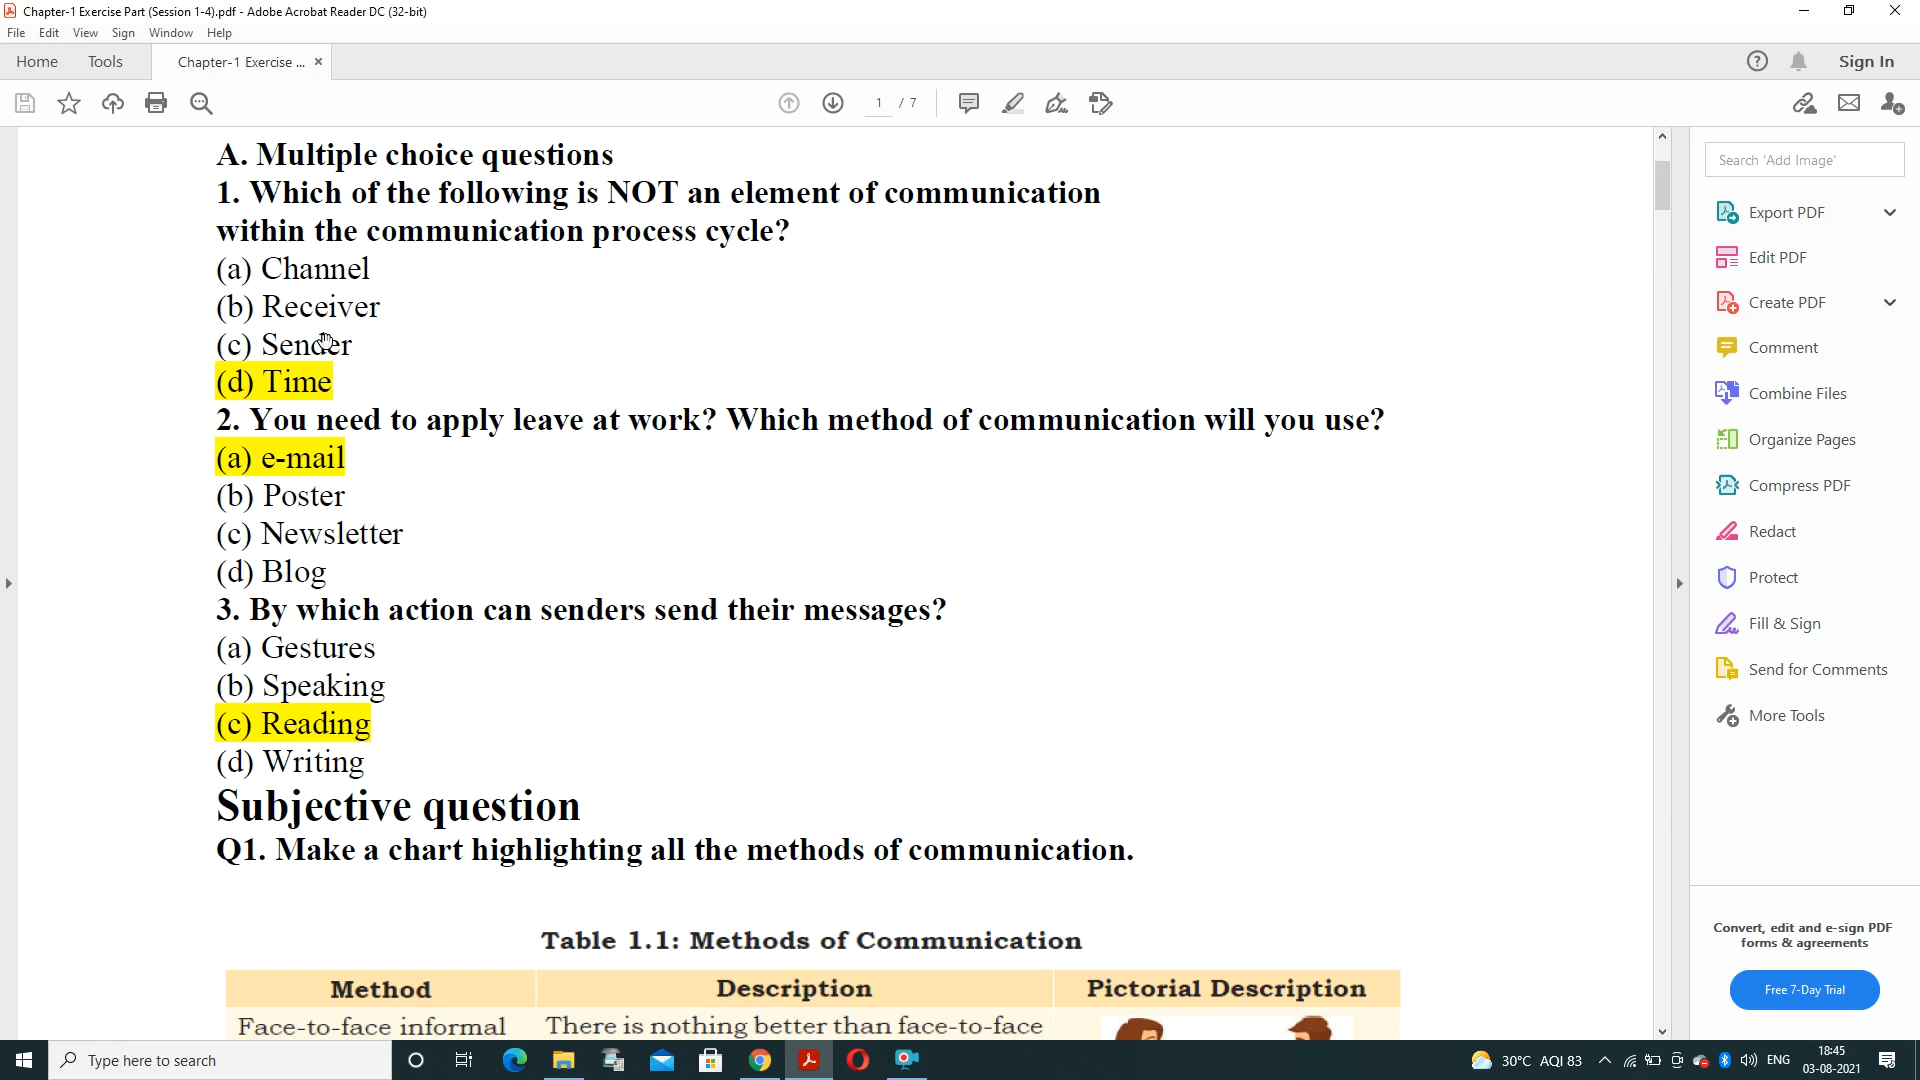 Chapter-1 Exercise Part (Session 1-4).pdf - Adobe Acrobat Reader DC (32-bit)
File Edit View Sign Window Help
Home Tools Chapter-1 Exercise ... × Sign In
1 / 7
A. Multiple choice questions
1. Which of the following is NOT an element of communication
within the communication process cycle?
(a) Channel
(b) Receiver
(c) Sender
(d) Time
2. You need to apply leave at work? Which method of communication will you use?
(a) e-mail
(b) Poster
(c) Newsletter
(d) Blog
3. By which action can senders send their messages?
(a) Gestures
(b) Speaking
(c) Reading
(d) Writing
Subjective question
Q1. Make a chart highlighting all the methods of communication.
Table 1.1: Methods of Communication
Method Description Pictorial Description
Face-to-face informal There is nothing better than face-to-face
Search 'Add Image'
Export PDF
Edit PDF
Create PDF
Comment
Combine Files
Organize Pages
Compress PDF
Redact
Protect
Fill & Sign
Send for Comments
More Tools
Convert, edit and e-sign PDF
forms & agreements
Free 7-Day Trial
Type here to search
30°C AQI 83
ENG
18:45
03-08-2021